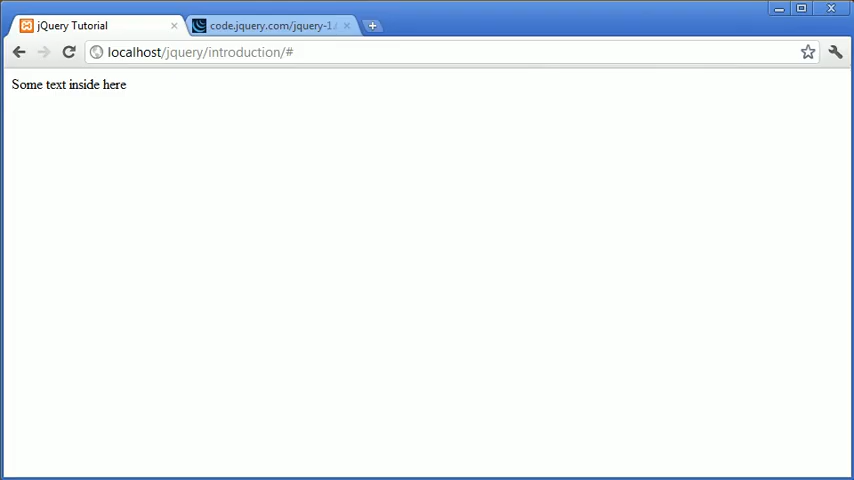 jQuery Tutorial
code.jquery.com/jquery-1.
localhost/jquery/introduction/#
Some text inside here